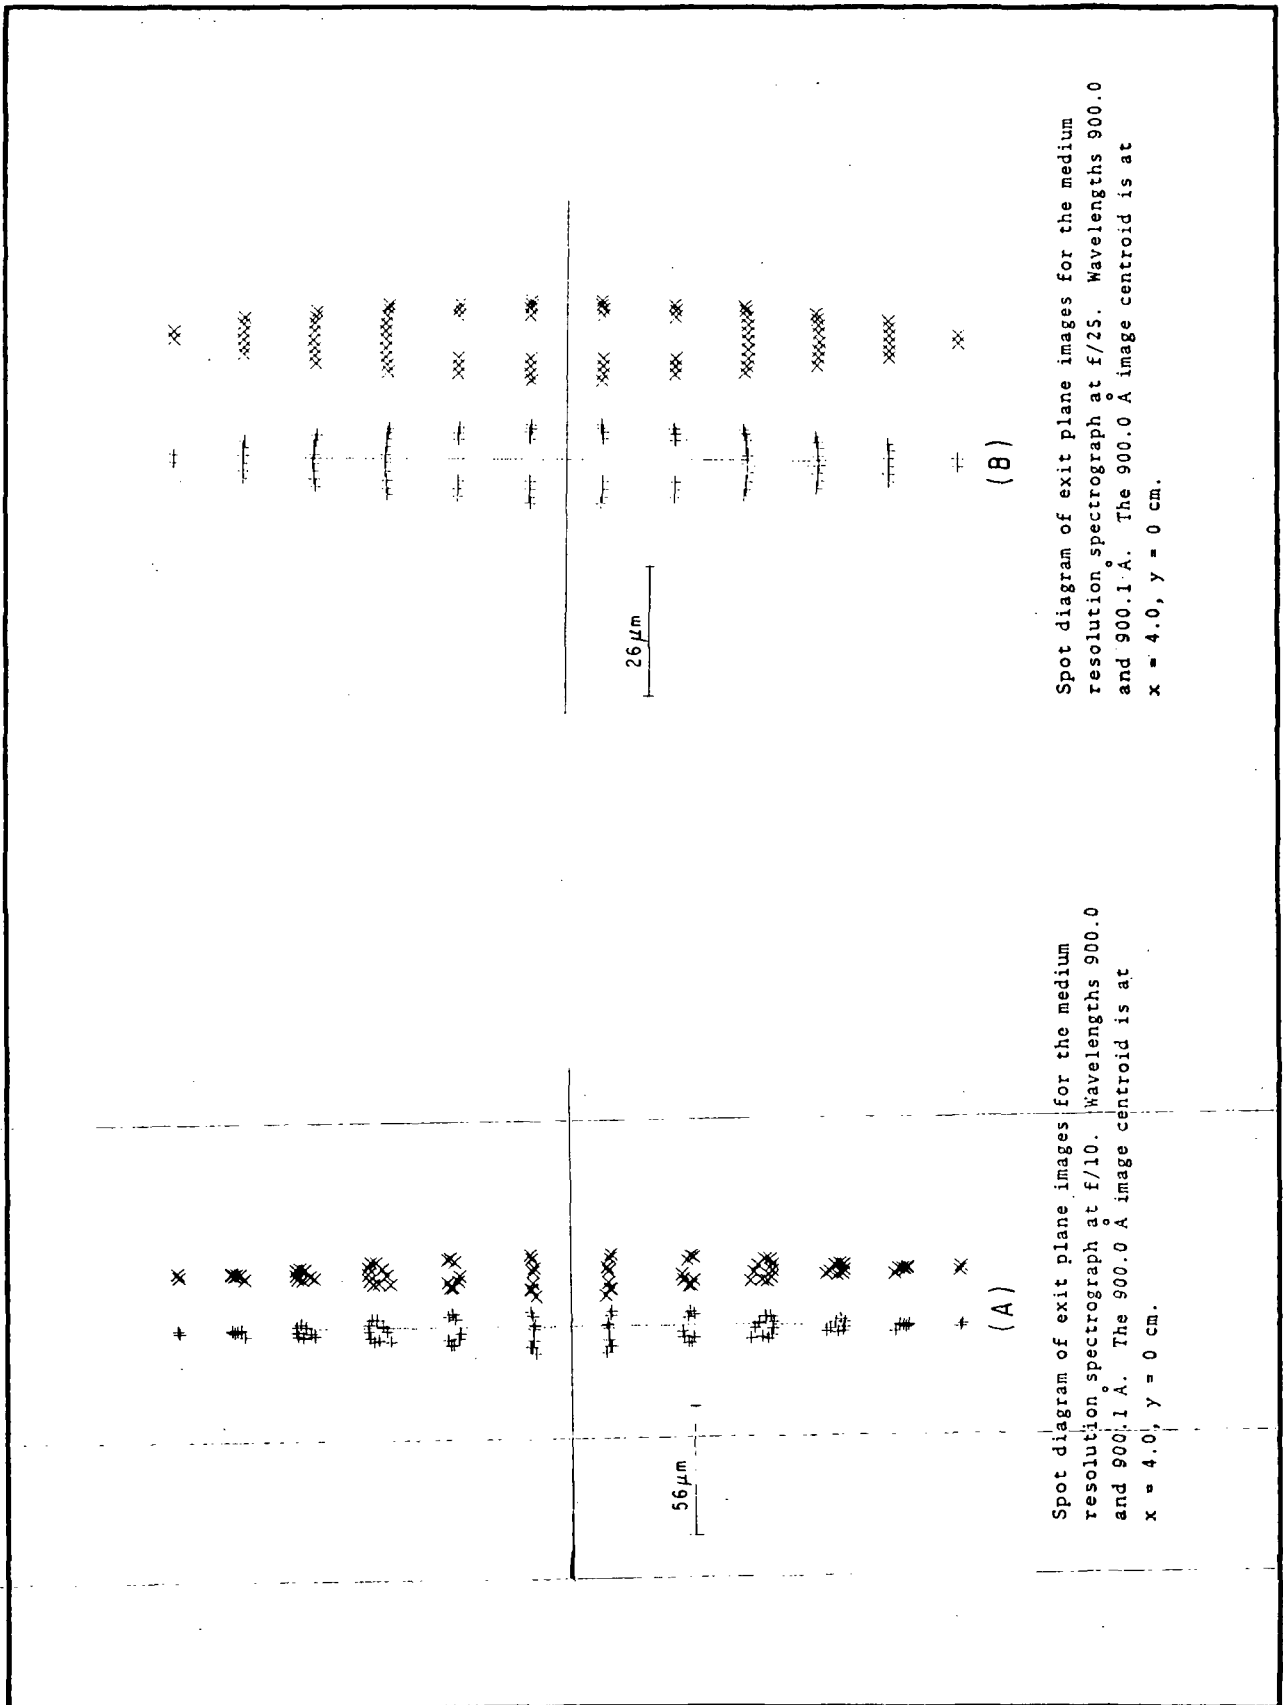 56 μm
(A)
Spot diagram of exit plane images for the medium
resolution spectrograph at f/10. Wavelengths 900.0
and 900.1 Å. The 900.0 Å image centroid is at
x = 4.0, y = 0 cm.
26 μm
(B)
Spot diagram of exit plane images for the medium
resolution spectrograph at f/25. Wavelengths 900.0
and 900.1 Å. The 900.0 Å image centroid is at
x = 4.0, y = 0 cm.